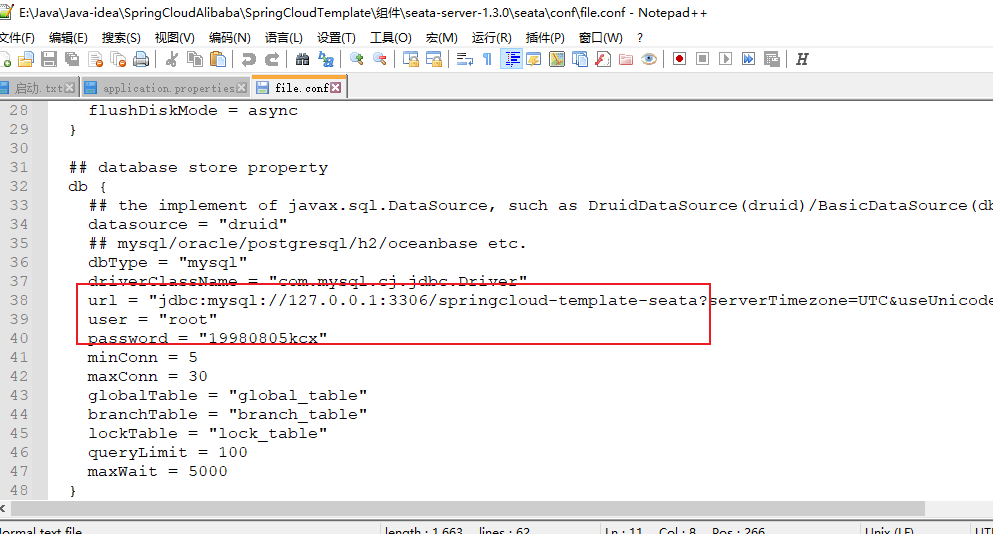 E:\Java\Java-idea\SpringCloudAlibaba\SpringCloudTemplate\组件\seata-server-1.3.0\seata\conf\file.conf - Notepad++
文件(F) 编辑(E) 搜索(S) 视图(V) 编码(N) 语言(L) 设置(T) 工具(O) 宏(M) 运行(R) 插件(P) 窗口(W) ?
启动.txt application.properties file.conf
28 flushDiskMode = async
29 }
30
31 ## database store property
32 db {
33 ## the implement of javax.sql.DataSource, such as DruidDataSource(druid)/BasicDataSource(db
34 datasource = "druid"
35 ## mysql/oracle/postgresql/h2/oceanbase etc.
36 dbType = "mysql"
37 driverClassName = "com.mysql.cj.jdbc.Driver"
38 url = "jdbc:mysql://127.0.0.1:3306/springcloud-template-seata?serverTimezone=UTC&useUnicode
39 user = "root"
40 password = "19980805kcx"
41 minConn = 5
42 maxConn = 30
43 globalTable = "global_table"
44 branchTable = "branch_table"
45 lockTable = "lock_table"
46 queryLimit = 100
47 maxWait = 5000
48 }
Normal text file length : 1,663 lines : 62 Ln : 11 Col : 8 Pos : 266 Unix (LF) UT